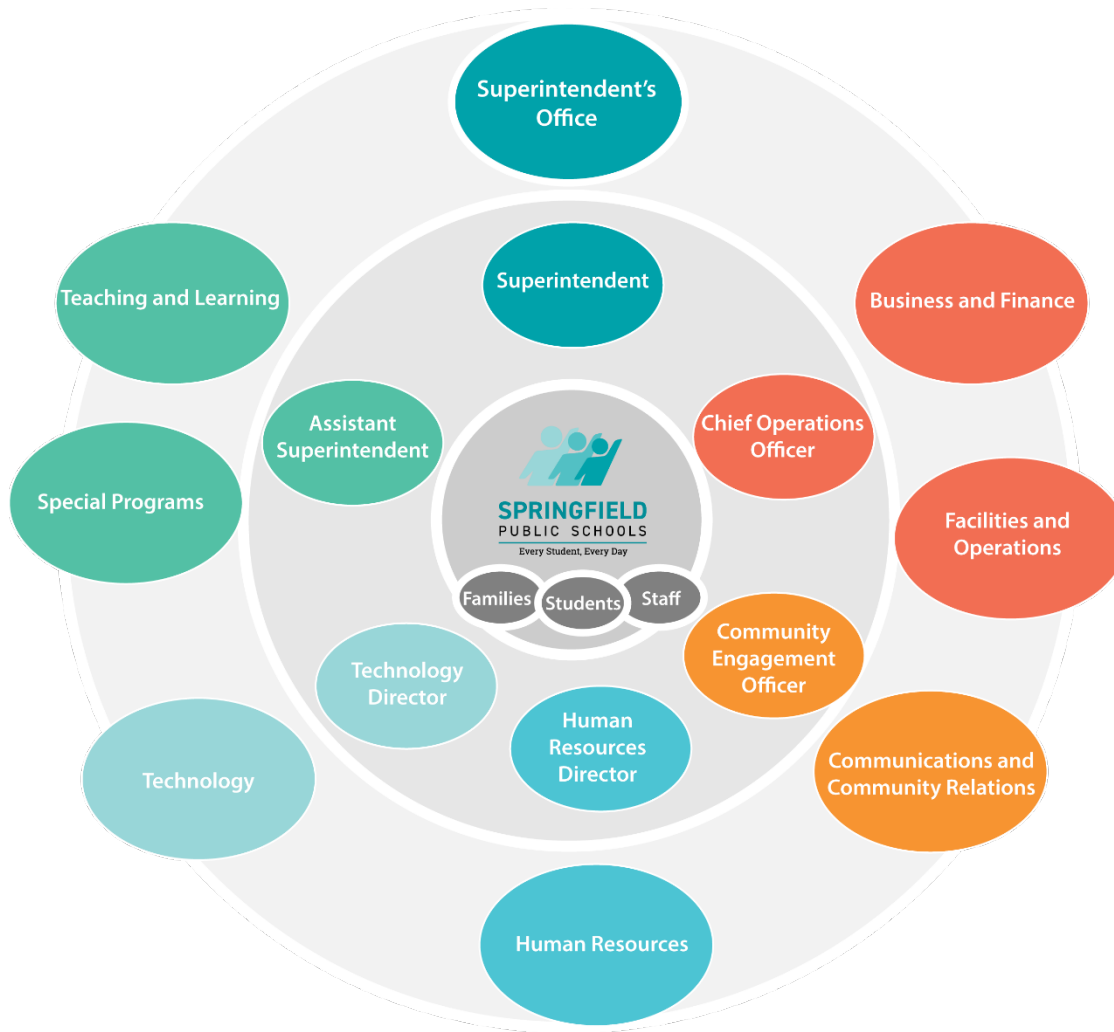 Superintendent's
Office
Superintendent
Teaching and Learning
Business and Finance
Assistant
Superintendent
Chief Operations
Officer
Special Programs
SPRINGFIELD
PUBLIC SCHOOLS
Every Student, Every Day
Facilities and
Operations
Families
Students
Staff
Technology
Director
Community
Engagement
Officer
Human
Resources
Director
Technology
Communications and
Community Relations
Human Resources